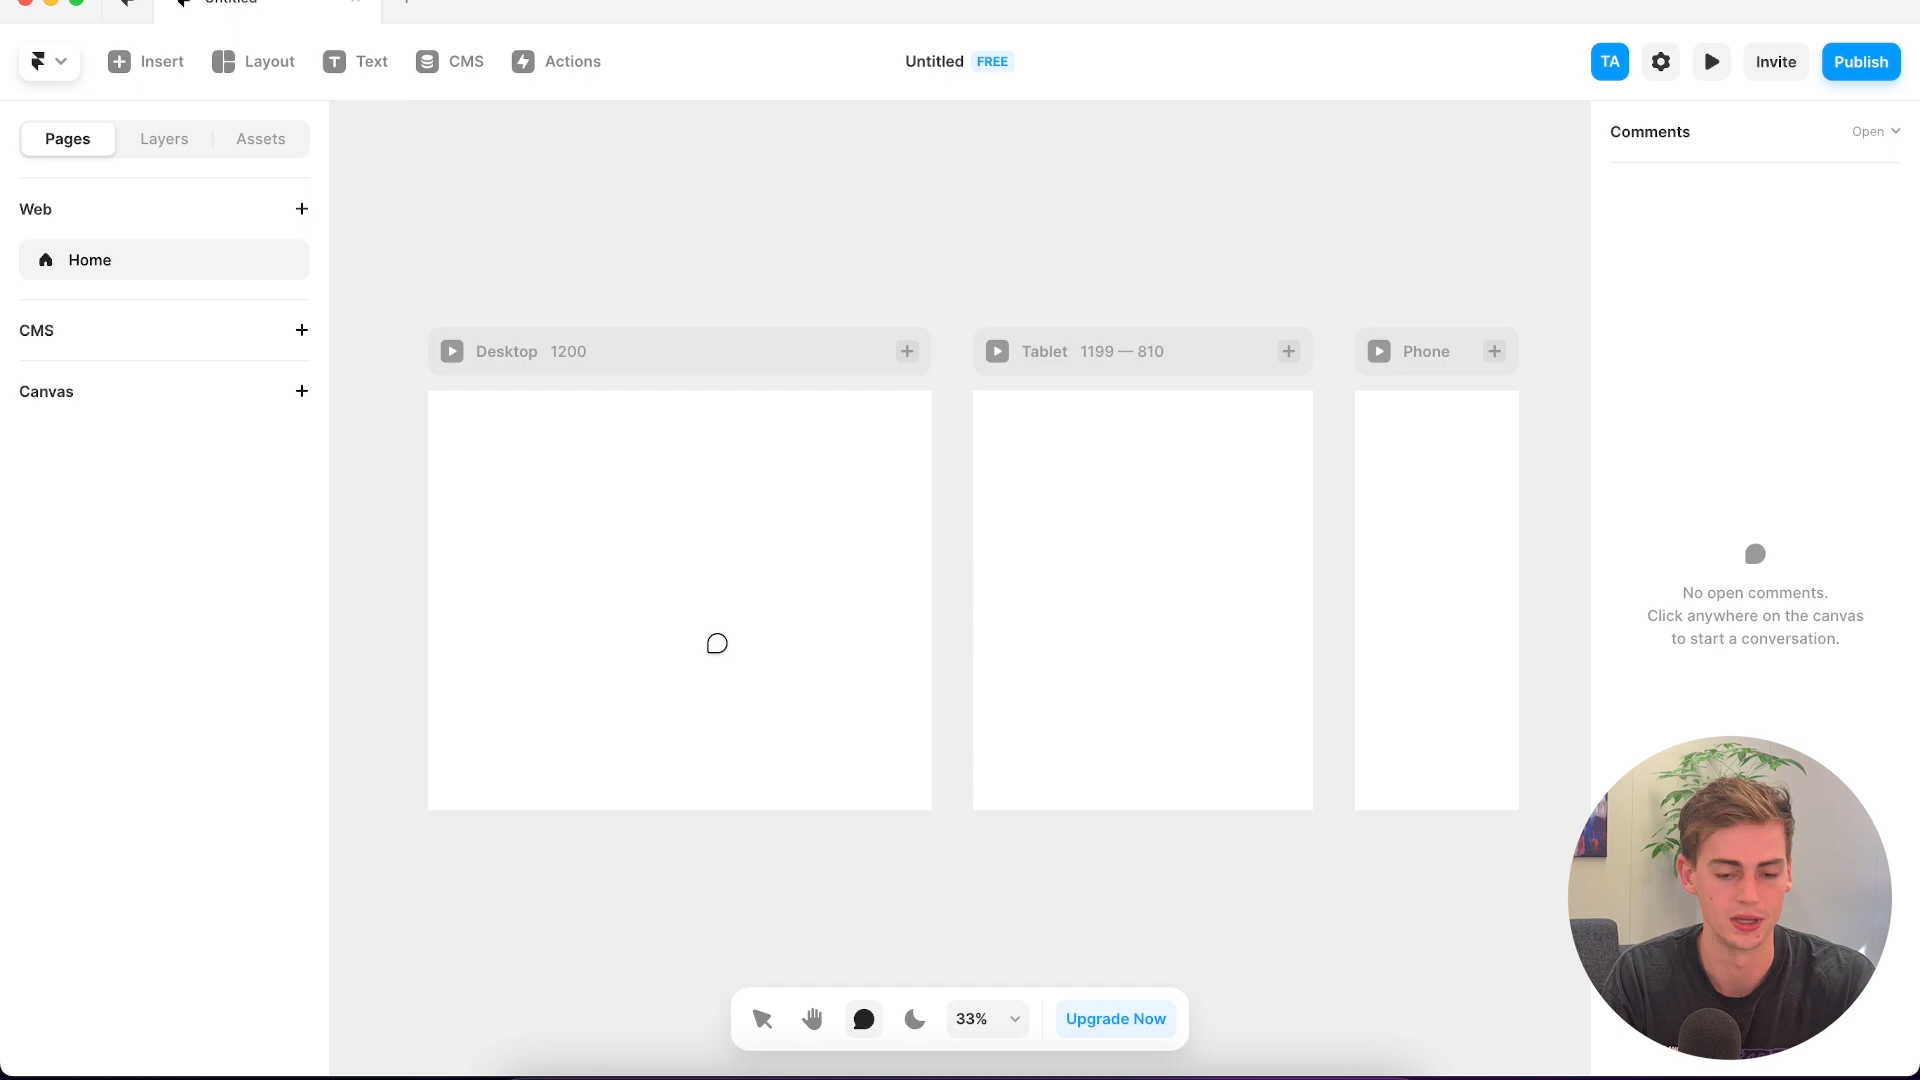 Untitled
Insert
Layout
Text
CMS
Actions
Untitled FREE
TA
Invite
Publish
Pages
Layers
Assets
Web
Home
CMS
Canvas
Desktop 1200
Tablet 1199 — 810
Phone
Comments
Open
No open comments.
Click anywhere on the canvas
to start a conversation.
33%
Upgrade Now